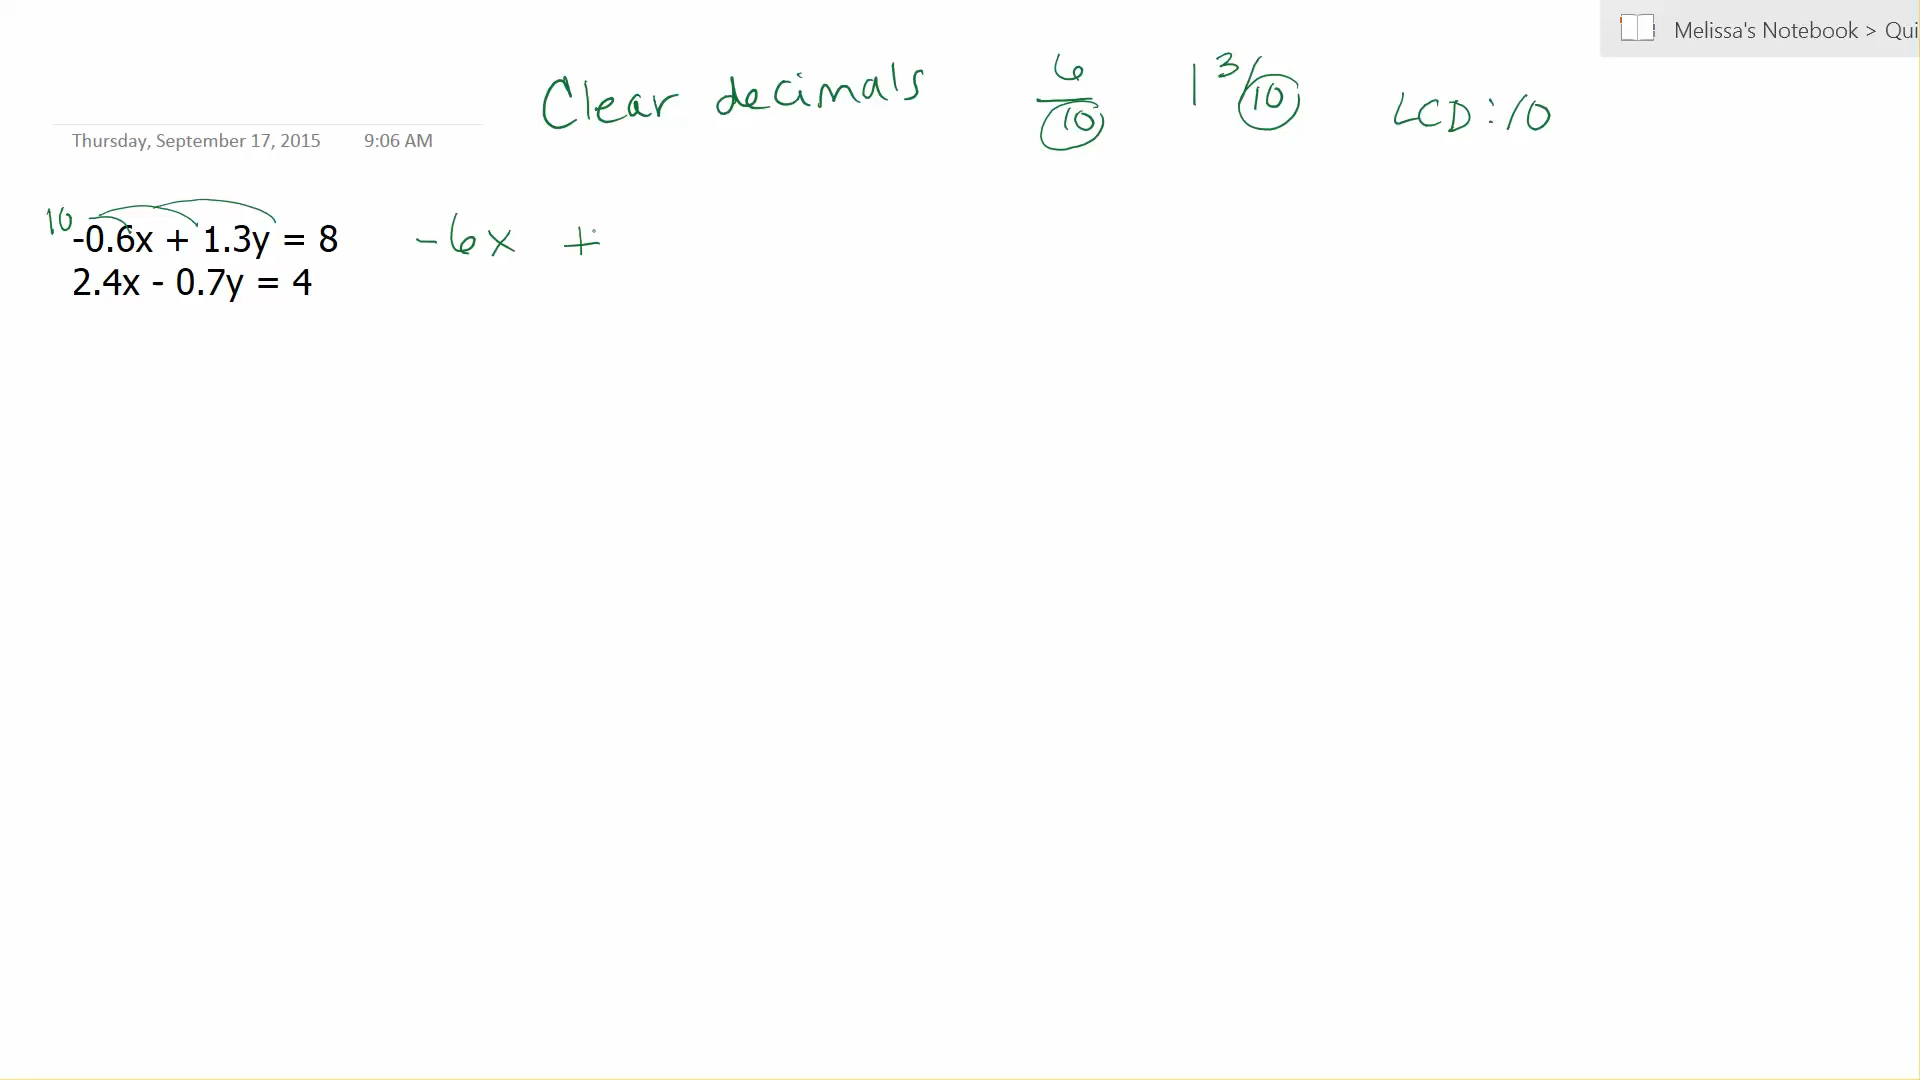 Melissa's Notebook > Qui
Clear decimals 6/10 1 3/10 LCD: 10
Thursday, September 17, 2015 9:06 AM
10
-0.6x + 1.3y = 8 -6x +
2.4x - 0.7y = 4